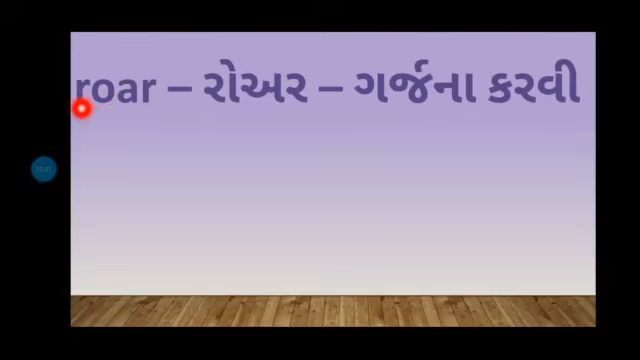 roar – રોઅર – ગર્જના કરવી